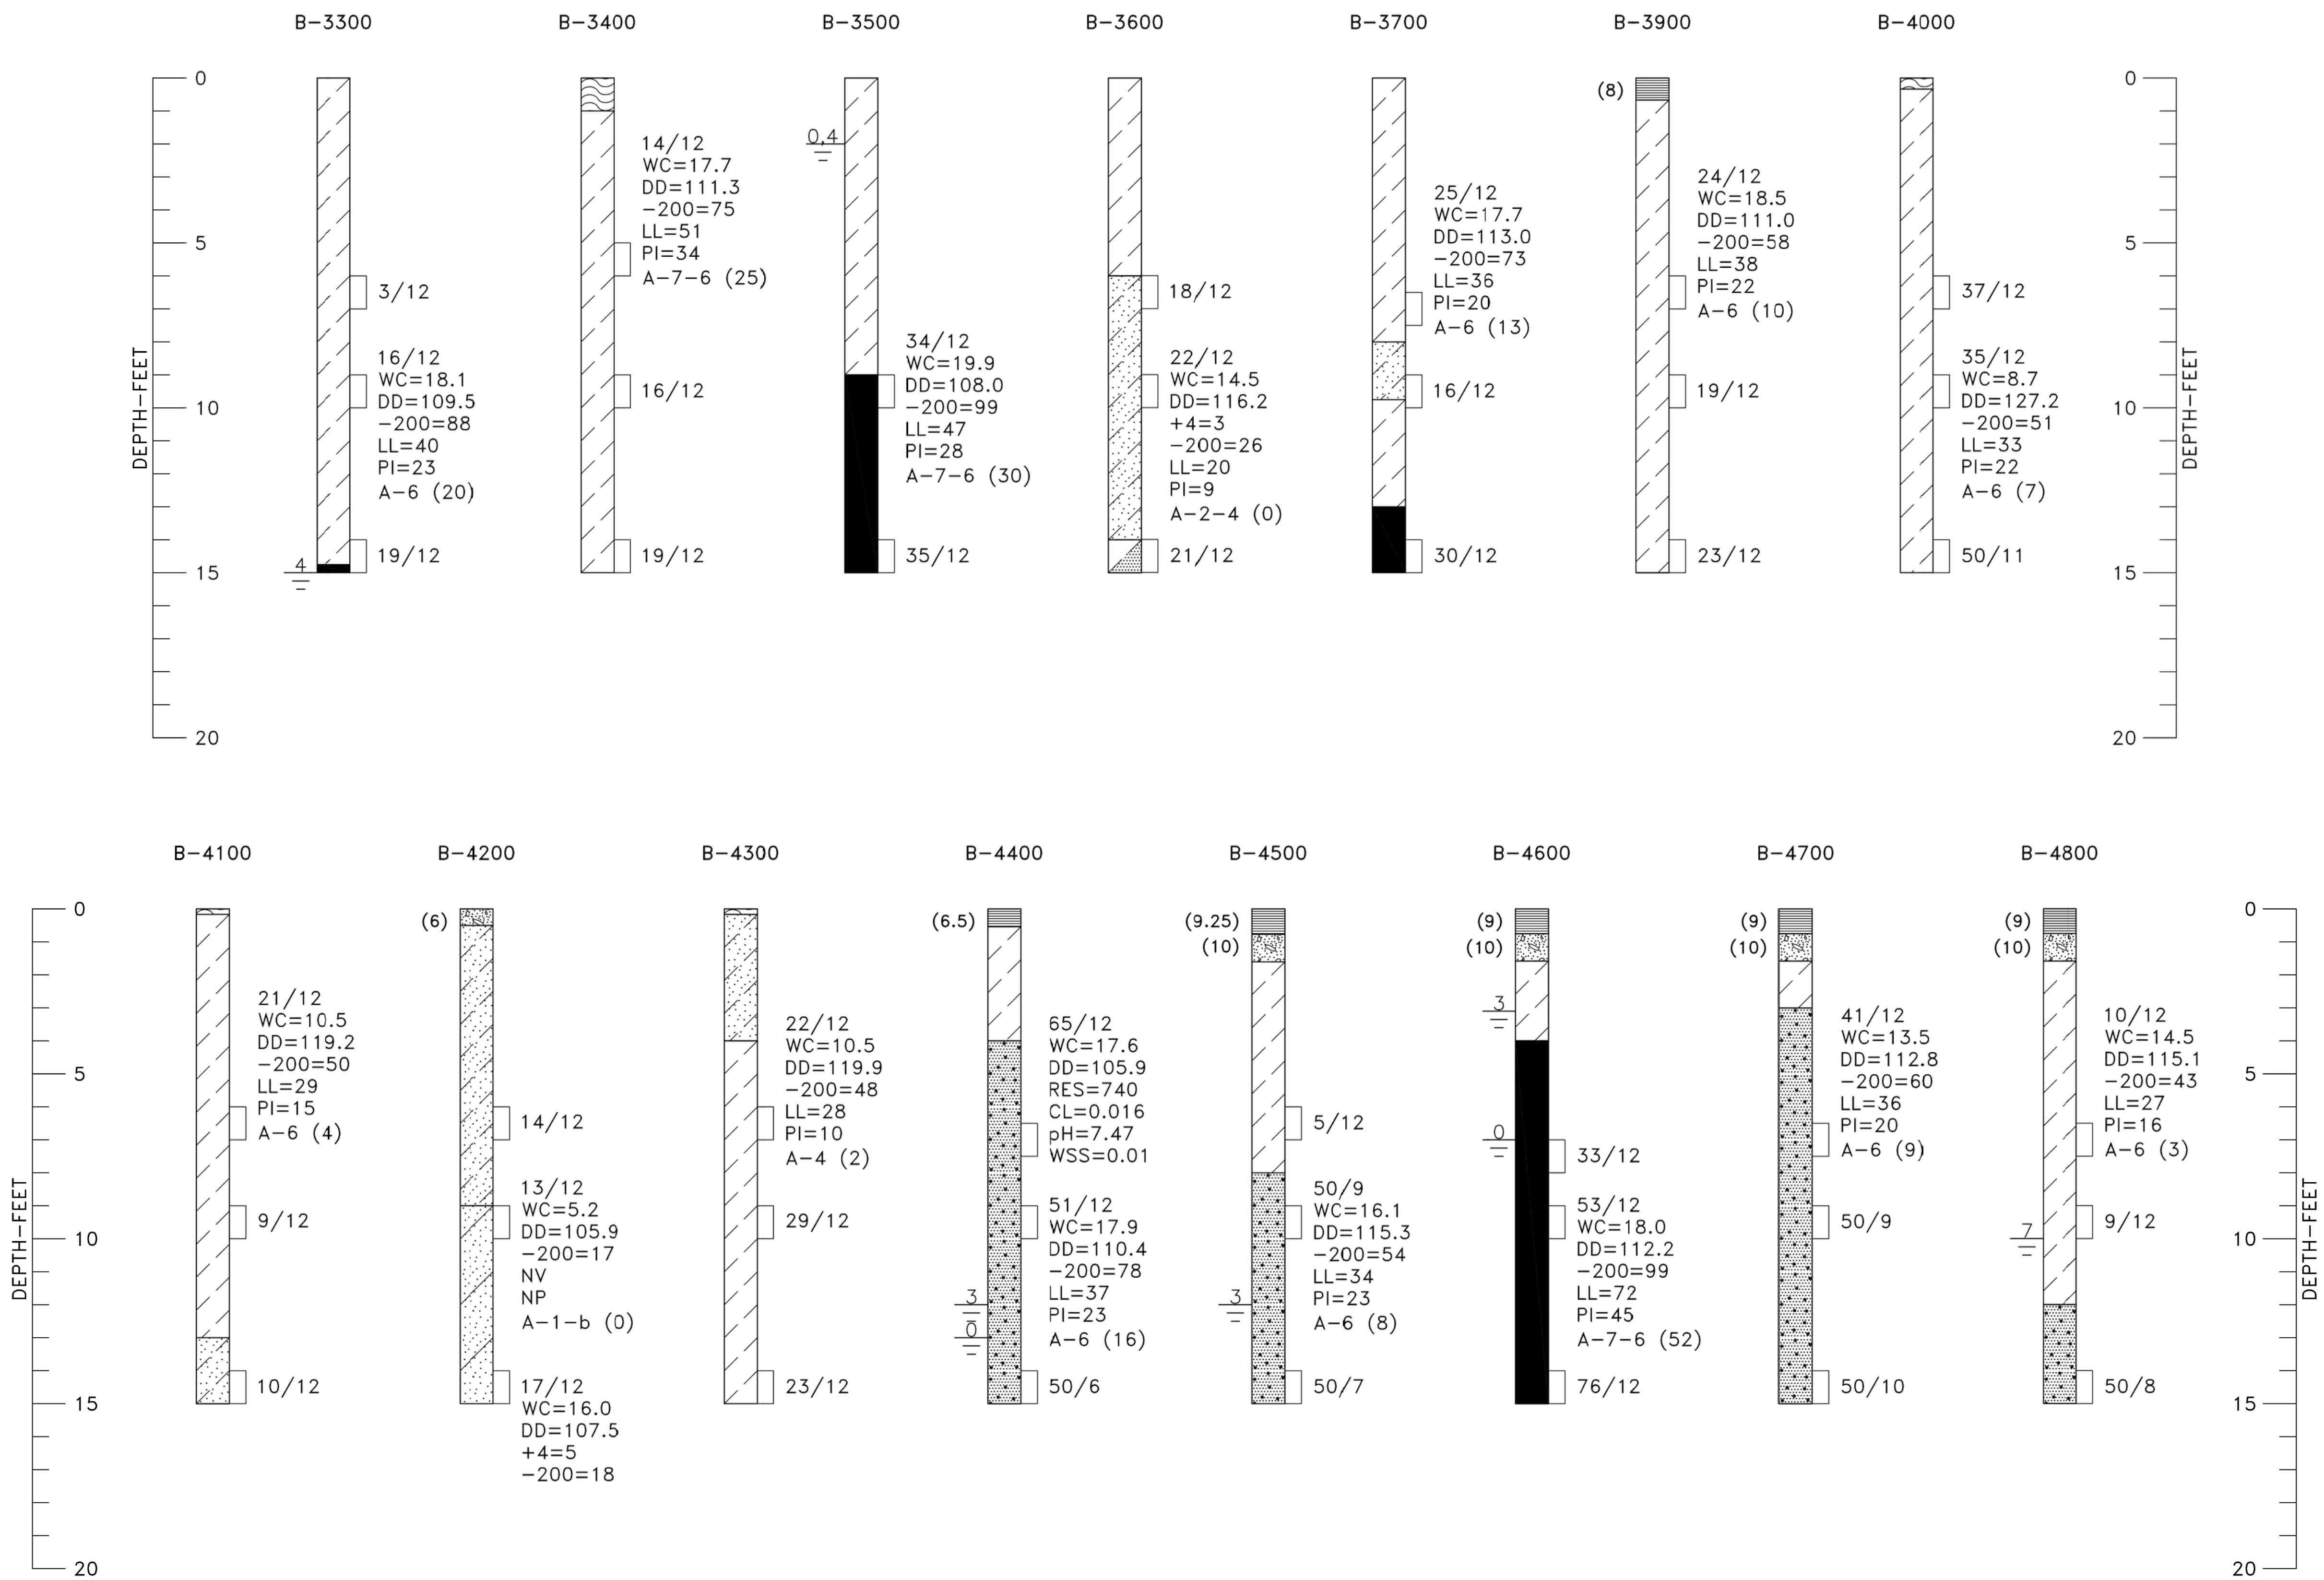 B-3300
B-3400
B-3500
B-3600
B-3700
B-3900
B-4000
DEPTH-FEET
0
5
10
15
20
3/12
16/12
WC=18.1
DD=109.5
-200=88
LL=40
PI=23
A-6 (20)
19/12
4
14/12
WC=17.7
DD=111.3
-200=75
LL=51
PI=34
A-7-6 (25)
16/12
19/12
0,4
34/12
WC=19.9
DD=108.0
-200=99
LL=47
PI=28
A-7-6 (30)
35/12
18/12
22/12
WC=14.5
DD=116.2
+4=3
-200=26
LL=20
PI=9
A-2-4 (0)
21/12
25/12
WC=17.7
DD=113.0
-200=73
LL=36
PI=20
A-6 (13)
16/12
30/12
(8)
24/12
WC=18.5
DD=111.0
-200=58
LL=38
PI=22
A-6 (10)
19/12
23/12
37/12
35/12
WC=8.7
DD=127.2
-200=51
LL=33
PI=22
A-6 (7)
50/11
0
5
10
15
20
DEPTH-FEET
B-4100
B-4200
B-4300
B-4400
B-4500
B-4600
B-4700
B-4800
DEPTH-FEET
0
5
10
15
20
21/12
WC=10.5
DD=119.2
-200=50
LL=29
PI=15
A-6 (4)
9/12
10/12
(6)
14/12
13/12
WC=5.2
DD=105.9
-200=17
NV
NP
A-1-b (0)
17/12
WC=16.0
DD=107.5
+4=5
-200=18
22/12
WC=10.5
DD=119.9
-200=48
LL=28
PI=10
A-4 (2)
29/12
23/12
(6.5)
65/12
WC=17.6
DD=105.9
RES=740
CL=0.016
pH=7.47
WSS=0.01
51/12
WC=17.9
DD=110.4
-200=78
LL=37
PI=23
A-6 (16)
3
0
50/6
(9.25)
(10)
5/12
50/9
WC=16.1
DD=115.3
-200=54
LL=34
PI=23
A-6 (8)
3
50/7
(9)
(10)
3
0
33/12
53/12
WC=18.0
DD=112.2
-200=99
LL=72
PI=45
A-7-6 (52)
76/12
(9)
(10)
41/12
WC=13.5
DD=112.8
-200=60
LL=36
PI=20
A-6 (9)
50/9
50/10
(9)
(10)
10/12
WC=14.5
DD=115.1
-200=43
LL=27
PI=16
A-6 (3)
9/12
7
50/8
0
5
10
15
20
DEPTH-FEET